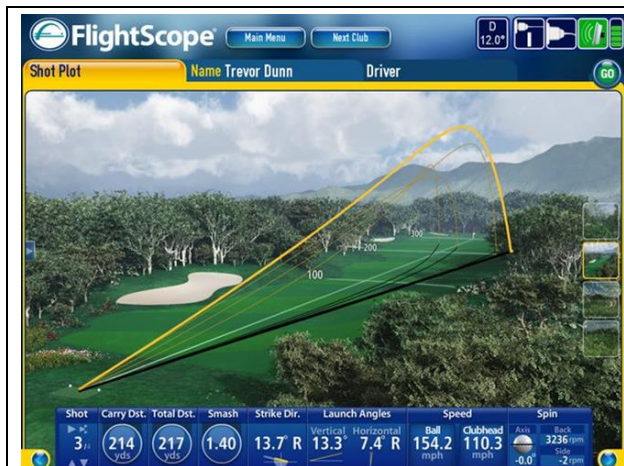 FlightScope®
Main Menu
Next Club
D
12.0°
Shot Plot
Name Trevor Dunn
Driver
GO
300
200
100
Shot
Carry Dst.
Total Dst.
Smash
Strike Dir.
Launch Angles
Speed
Spin
Vertical
Horizontal
Ball
Clubhead
Axis
Back
3
214
yds
217
yds
1.40
13.7° R
13.3°
7.4° R
154.2
mph
110.3
mph
3236 rpm
Side
-0.0°
-2 rpm